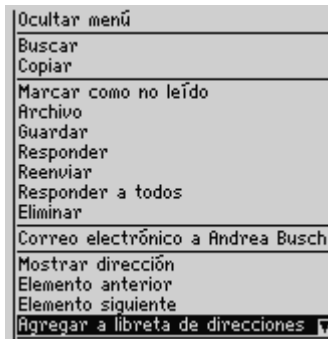 Ocultar menú
Buscar
Copiar
Marcar como no leído
Archivo
Guardar
Responder
Reenviar
Responder a todos
Eliminar
Correo electrónico a Andrea Busch
Mostrar dirección
Elemento anterior
Elemento siguiente
Agregar a libreta de direcciones